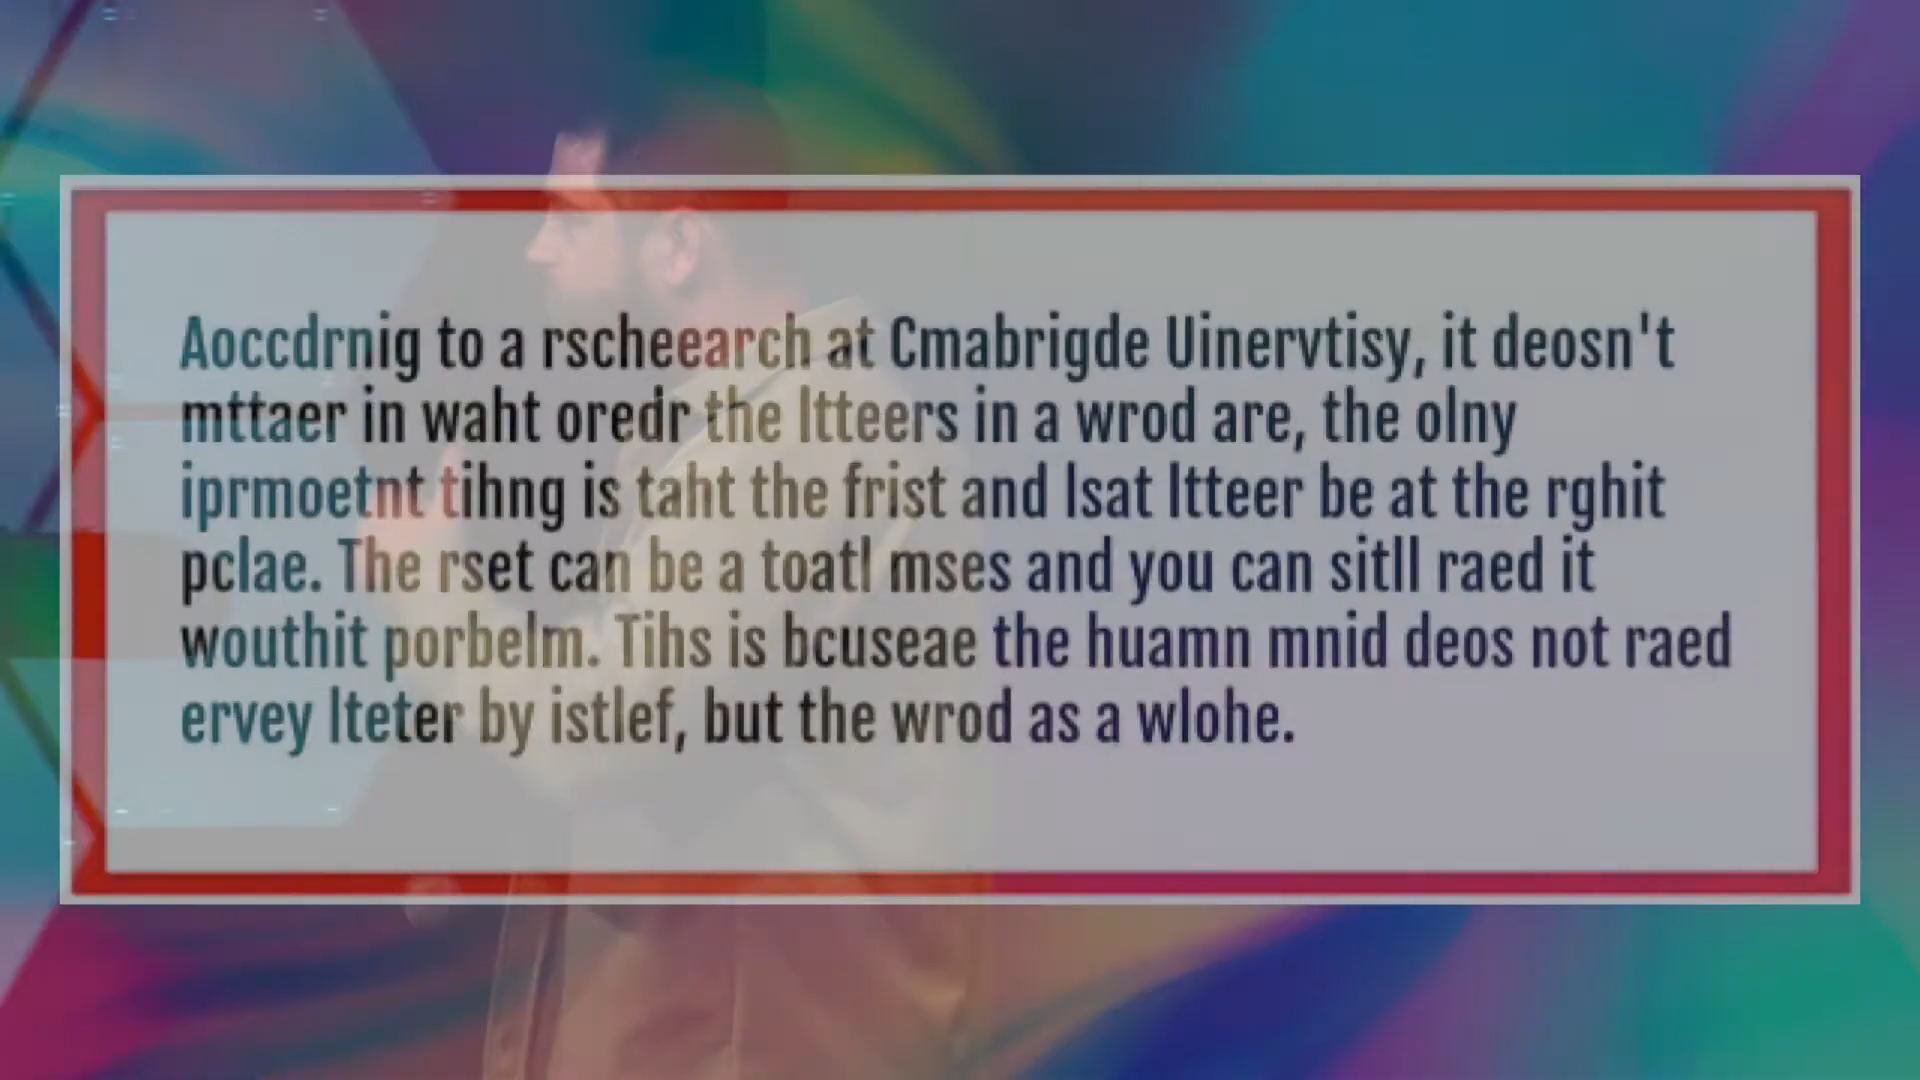 Aoccdrnig to a rscheearch at Cmabrigde Uinervtisy, it deosn't
mttaer in waht oredr the ltteers in a wrod are, the olny
iprmoetnt tihng is taht the frist and lsat ltteer be at the rghit
pclae. The rset can be a toatl mses and you can sitll raed it
wouthit porbelm. Tihs is bcuseae the huamn mnid deos not raed
ervey lteter by istlef, but the wrod as a wlohe.